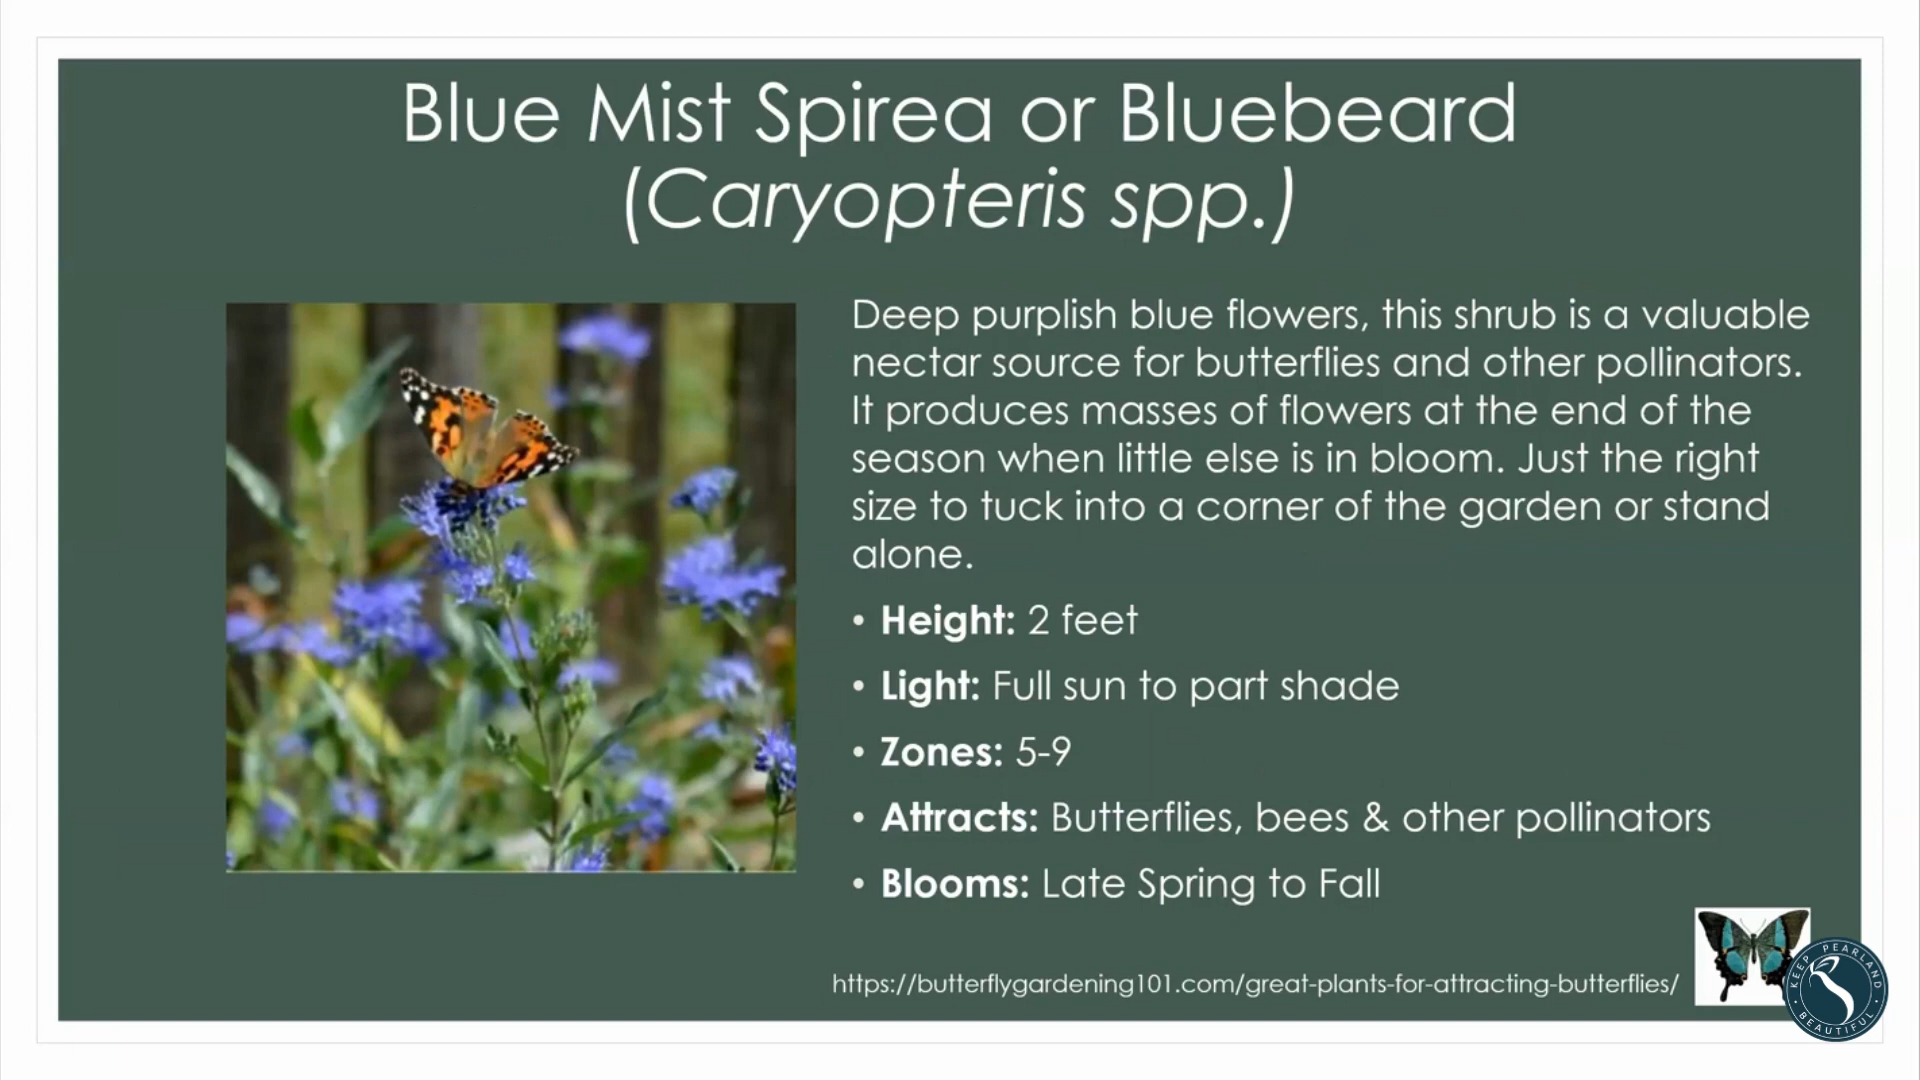 Blue Mist Spirea or Bluebeard
(Caryopteris spp.)
Deep purplish blue flowers, this shrub is a valuable
nectar source for butterflies and other pollinators.
It produces masses of flowers at the end of the
season when little else is in bloom. Just the right
size to tuck into a corner of the garden or stand
alone.
• Height: 2 feet
• Light: Full sun to part shade
• Zones: 5-9
• Attracts: Butterflies, bees & other pollinators
• Blooms: Late Spring to Fall
https://butterflygardening101.com/great-plants-for-attracting-butterflies/
KEEP PEARLAND
BEAUTIFUL